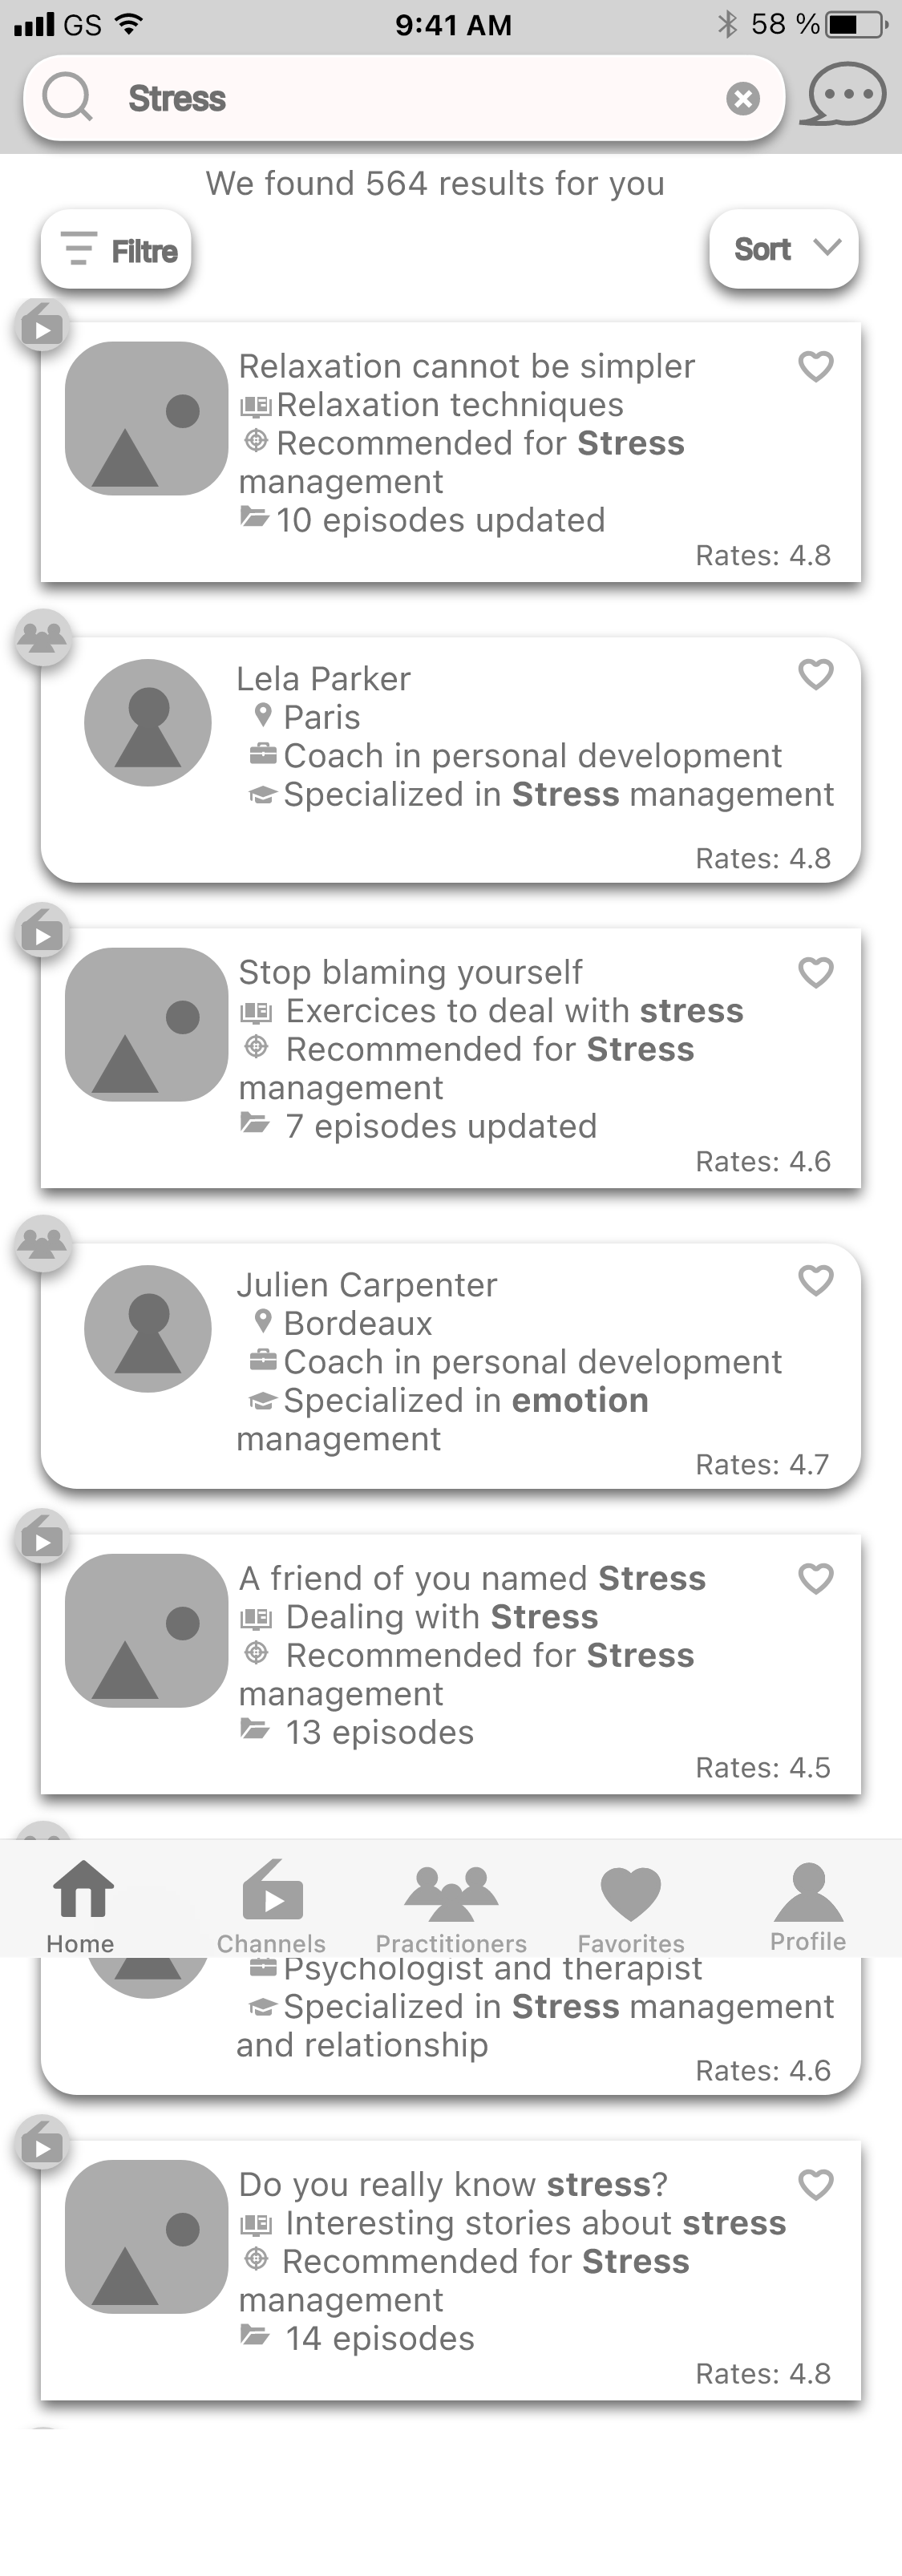 GS 9:41 AM 58 %
Stress
We found 564 results for you
Filtre Sort
Relaxation cannot be simpler
Relaxation techniques
Recommended for Stress
management
10 episodes updated
Rates: 4.8
Lela Parker
Paris
Coach in personal development
Specialized in Stress management
Rates: 4.8
Stop blaming yourself
Exercices to deal with stress
Recommended for Stress
management
7 episodes updated
Rates: 4.6
Julien Carpenter
Bordeaux
Coach in personal development
Specialized in emotion
management
Rates: 4.7
A friend of you named Stress
Dealing with Stress
Recommended for Stress
management
13 episodes
Rates: 4.5
Home Channels Practitioners Favorites Profile
Psychologist and therapist
Specialized in Stress management
and relationship
Rates: 4.6
Do you really know stress?
Interesting stories about stress
Recommended for Stress
management
14 episodes
Rates: 4.8